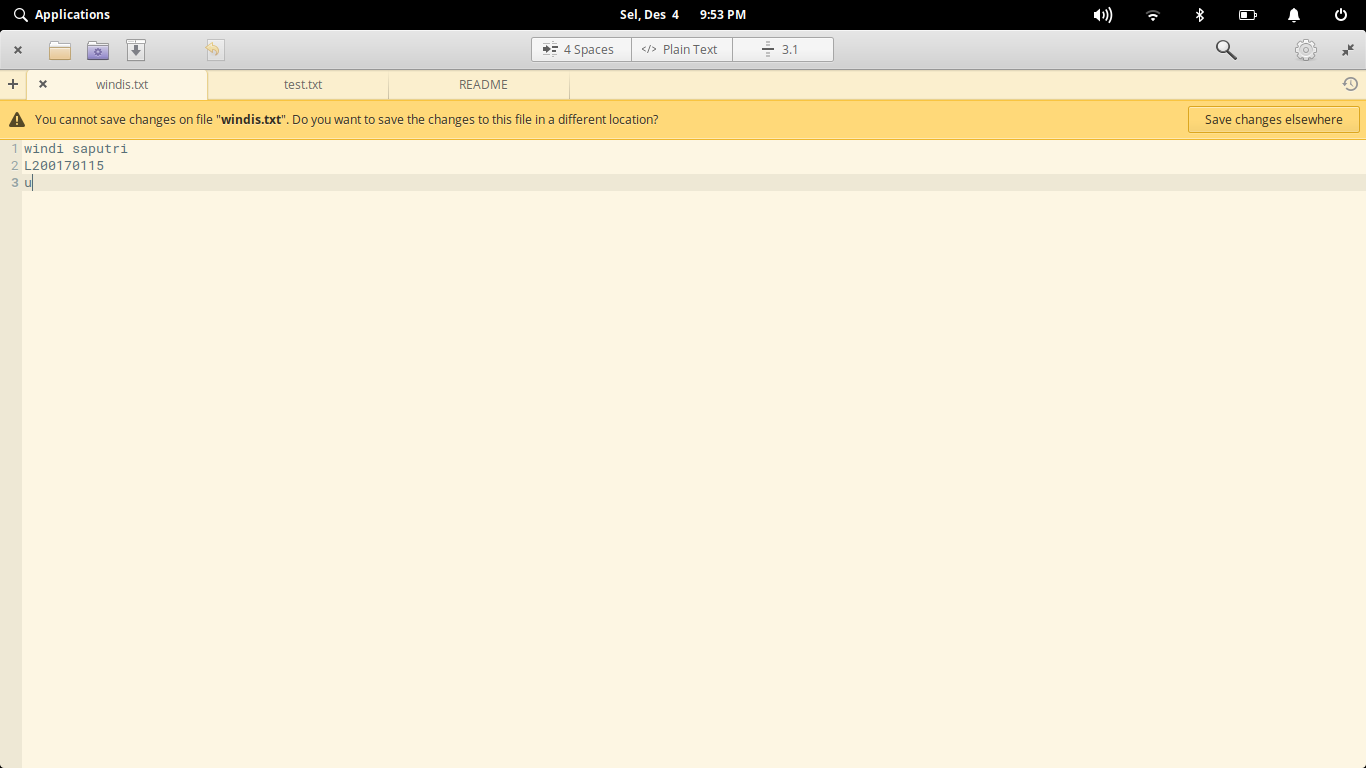 Applications
Sel, Des 4 9:53 PM
4 Spaces
</> Plain Text
3.1
windis.txt
test.txt
README
You cannot save changes on file "windis.txt". Do you want to save the changes to this file in a different location?
Save changes elsewhere
1 windi saputri
2 L200170115
3 u